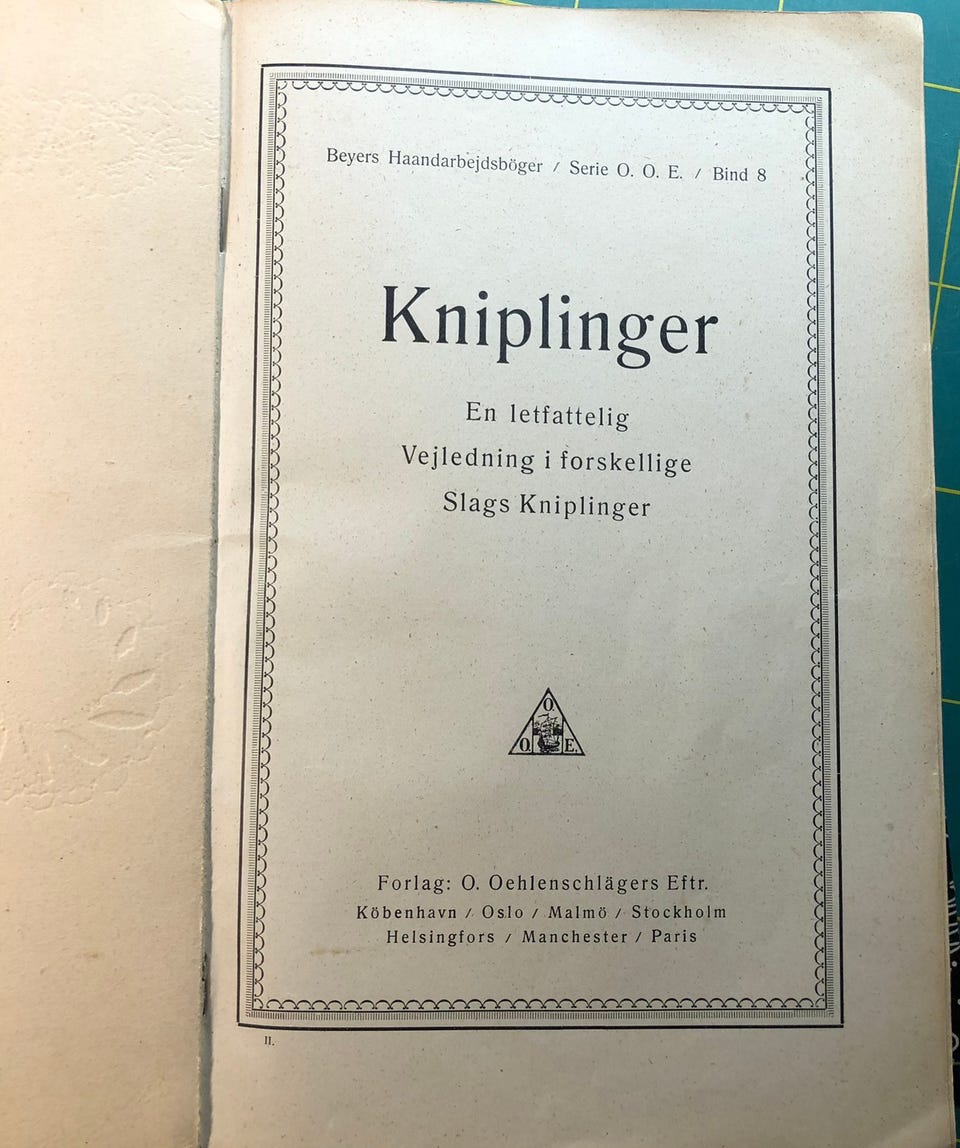 Beyers Haandarbejdsböger / Serie O. O. E. / Bind 8
Kniplinger
En letfattelig
Vejledning i forskellige
Slags Kniplinger
O.
O. E.
Forlag: O. Oehlenschlägers Eftr.
Köbenhavn / Oslo / Malmö / Stockholm
Helsingfors / Manchester / Paris
II.